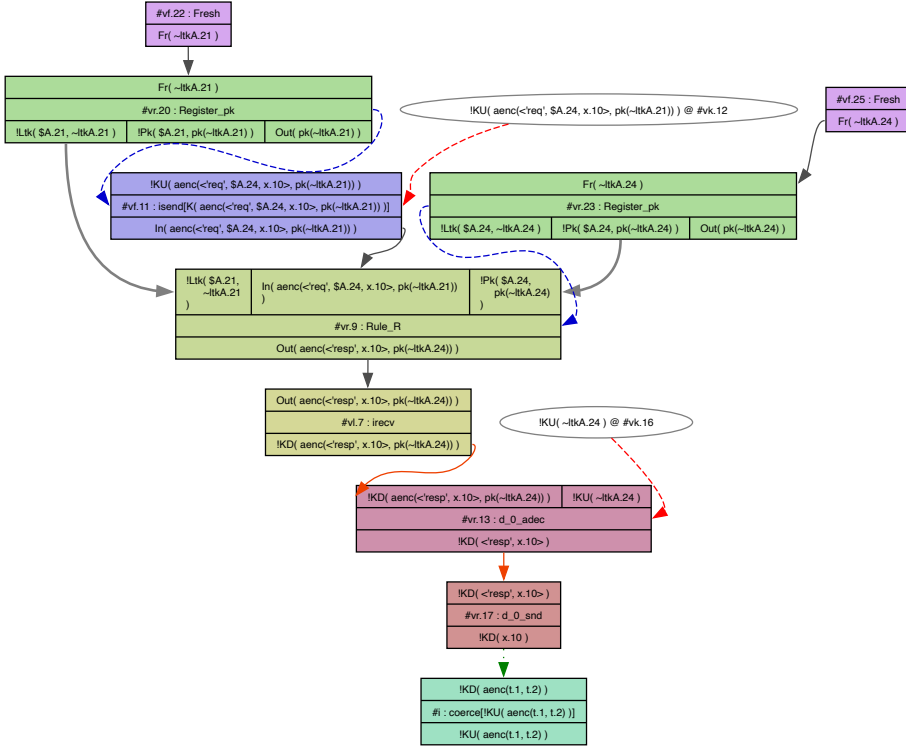 #vf.22 : Fresh
Fr( ~ltkA.21 )
Fr( ~ltkA.21 )
#vr.20 : Register_pk
!Ltk( $A.21, ~ltkA.21 )
!Pk( $A.21, pk(~ltkA.21) )
Out( pk(~ltkA.21) )
!KU( aenc(<'req', $A.24, x.10>, pk(~ltkA.21)) ) @ #vk.12
#vf.25 : Fresh
Fr( ~ltkA.24 )
!KU( aenc(<'req', $A.24, x.10>, pk(~ltkA.21)) )
#vf.11 : isend[K( aenc(<'req', $A.24, x.10>, pk(~ltkA.21)) )]
In( aenc(<'req', $A.24, x.10>, pk(~ltkA.21)) )
Fr( ~ltkA.24 )
#vr.23 : Register_pk
!Ltk( $A.24, ~ltkA.24 )
!Pk( $A.24, pk(~ltkA.24) )
Out( pk(~ltkA.24) )
!Ltk( $A.21,
~ltkA.21
)
In( aenc(<'req', $A.24, x.10>, pk(~ltkA.21))
)
!Pk( $A.24,
pk(~ltkA.24)
)
#vr.9 : Rule_R
Out( aenc(<'resp', x.10>, pk(~ltkA.24)) )
Out( aenc(<'resp', x.10>, pk(~ltkA.24)) )
#vl.7 : irecv
!KD( aenc(<'resp', x.10>, pk(~ltkA.24)) )
!KU( ~ltkA.24 ) @ #vk.16
!KD( aenc(<'resp', x.10>, pk(~ltkA.24)) )
!KU( ~ltkA.24 )
#vr.13 : d_0_adec
!KD( <'resp', x.10> )
!KD( <'resp', x.10> )
#vr.17 : d_0_snd
!KD( x.10 )
!KD( aenc(t.1, t.2) )
#i : coerce[!KU( aenc(t.1, t.2) )]
!KU( aenc(t.1, t.2) )